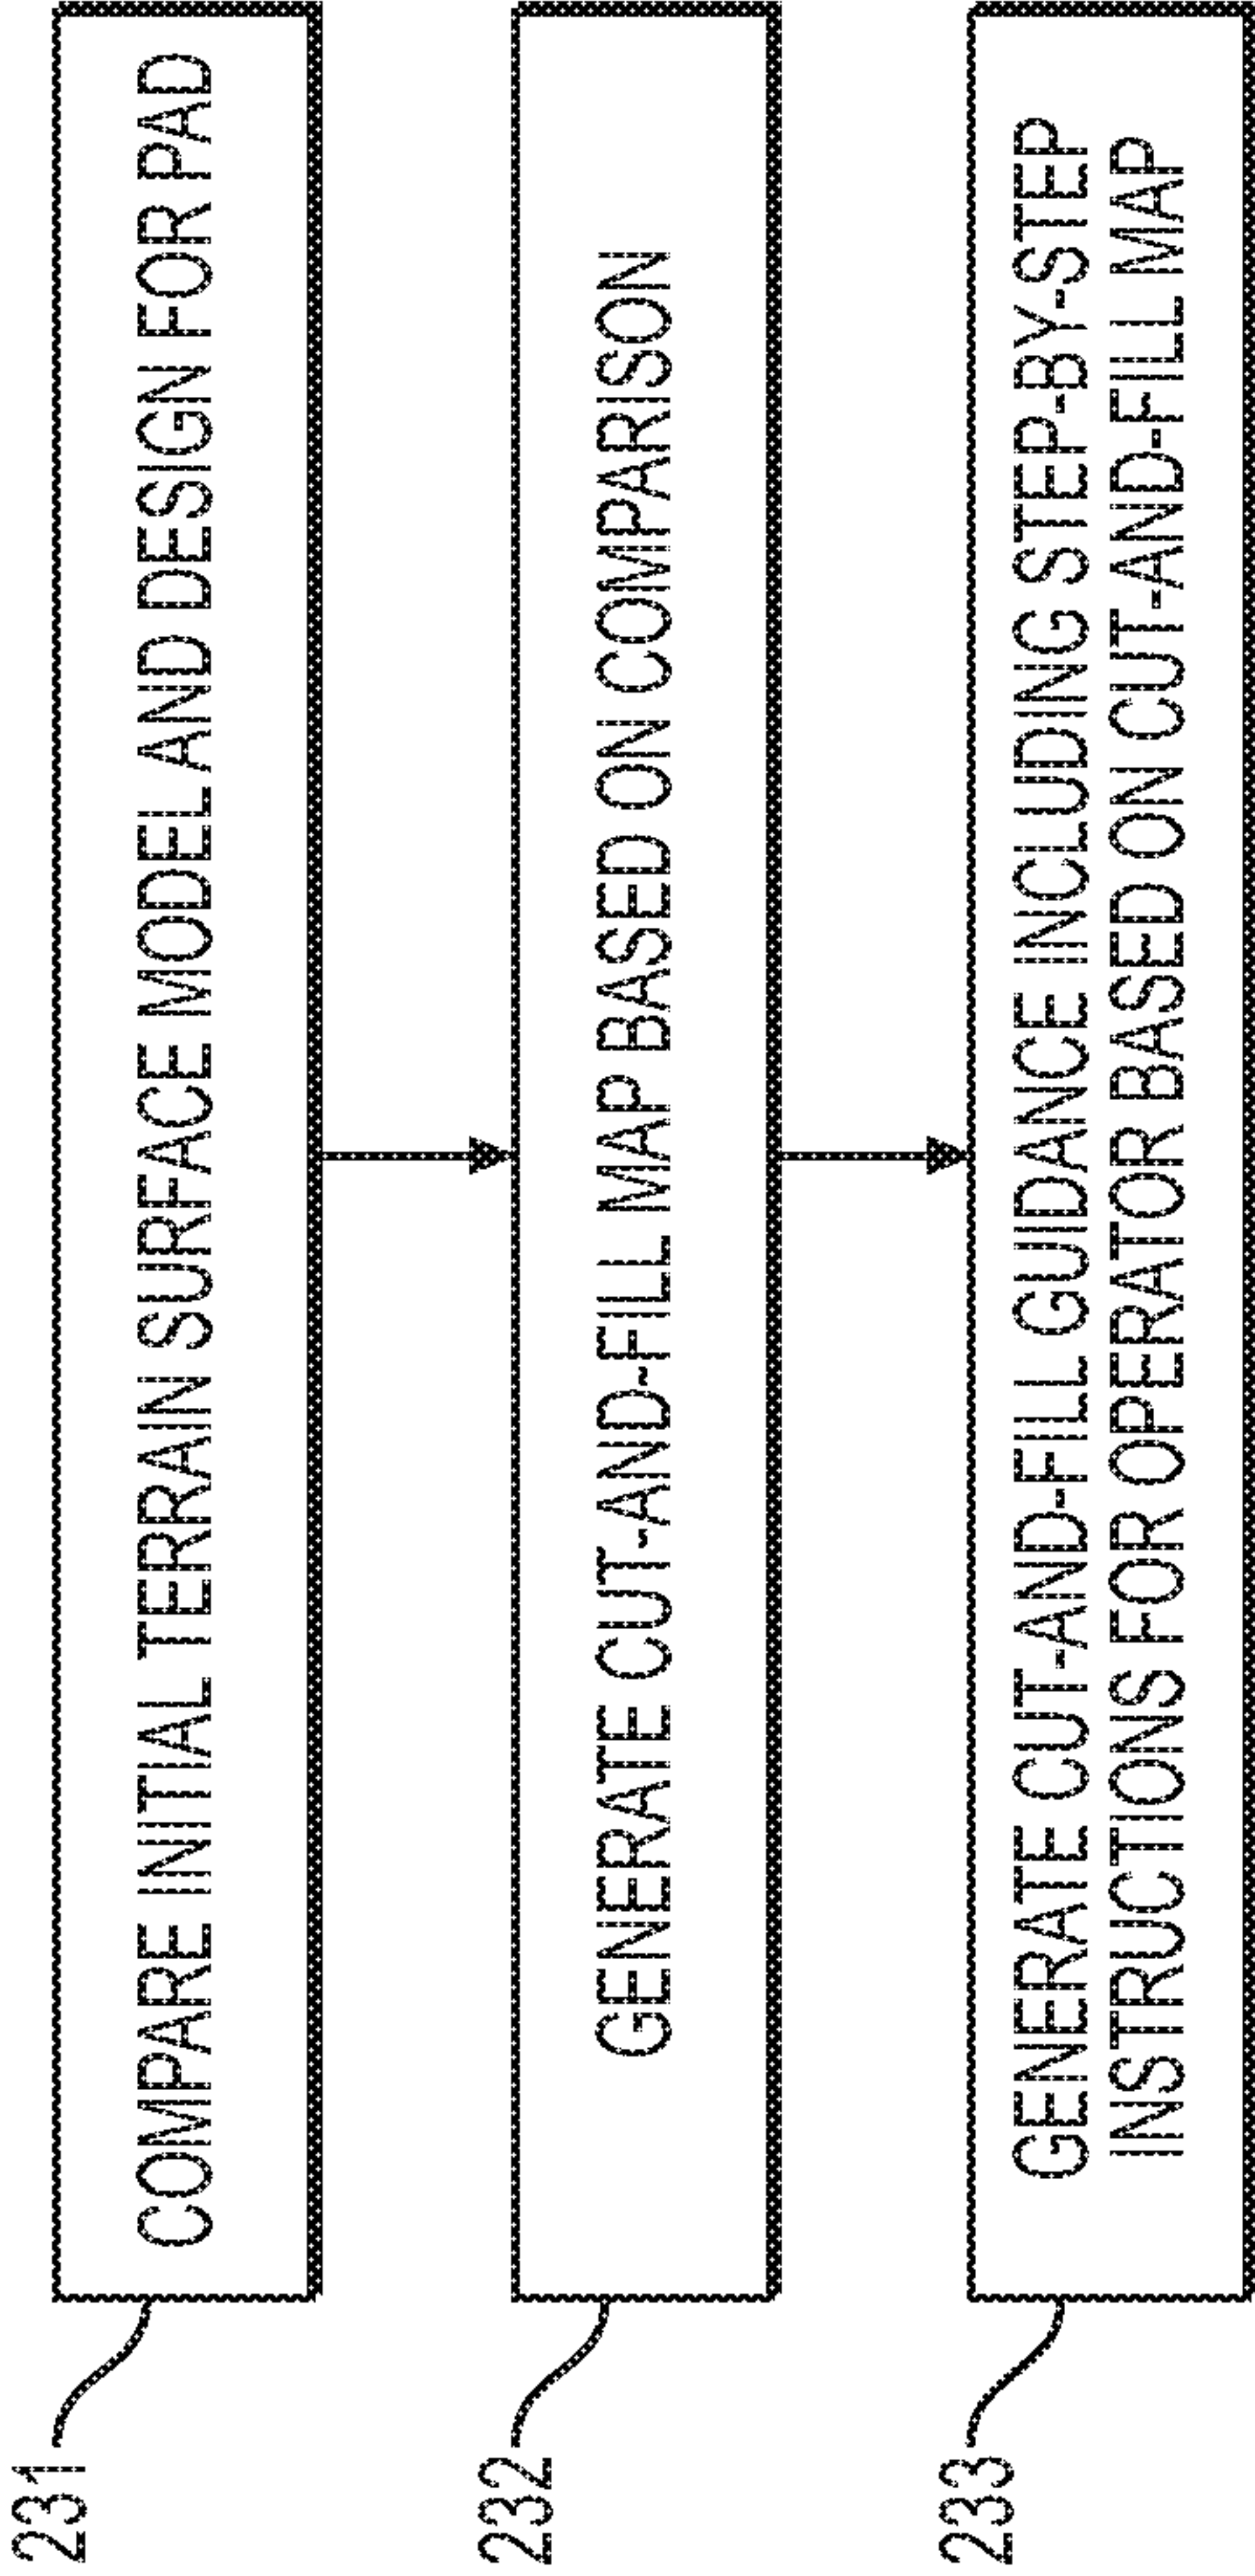 231
COMPARE INITIAL TERRAIN SURFACE MODEL AND DESIGN FOR PAD
232
GENERATE CUT-AND-FILL MAP BASED ON COMPARISON
233
GENERATE CUT-AND-FILL GUIDANCE INCLUDING STEP-BY-STEP
INSTRUCTIONS FOR OPERATOR BASED ON CUT-AND-FILL MAP